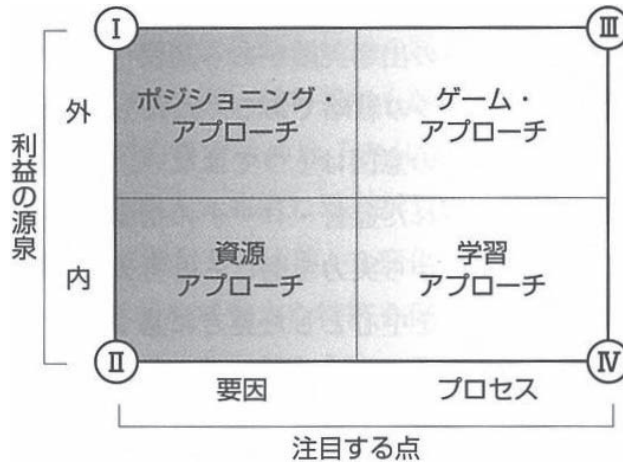 Ⅰ
Ⅲ
ポジショニング・
アプローチ
ゲーム・
アプローチ
外
利益の源泉
内
資源
アプローチ
学習
アプローチ
Ⅱ
Ⅳ
要因
プロセス
注目する点